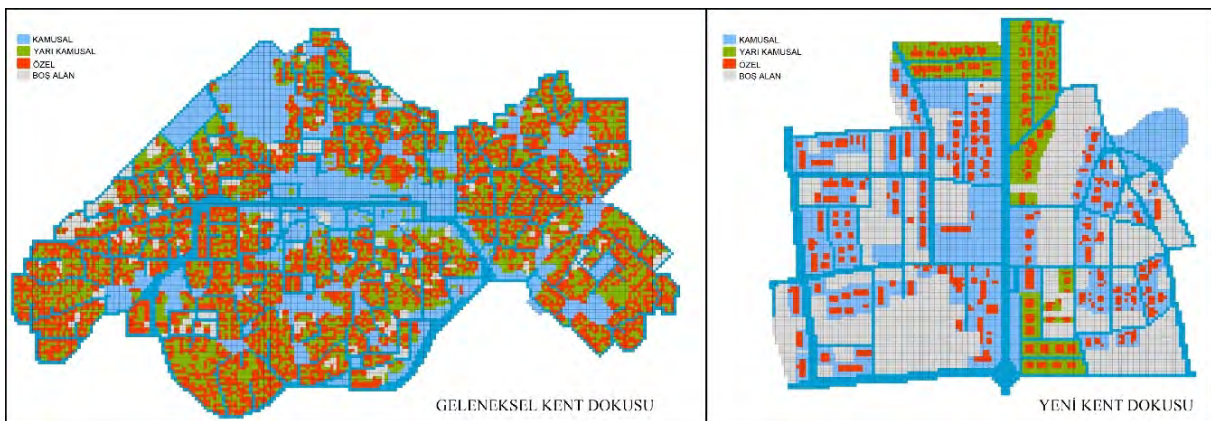 KAMUSAL
YARI KAMUSAL
ÖZEL
BOŞ ALAN
GELENEKSEL KENT DOKUSU
KAMUSAL
YARI KAMUSAL
ÖZEL
BOŞ ALAN
YENİ KENT DOKUSU